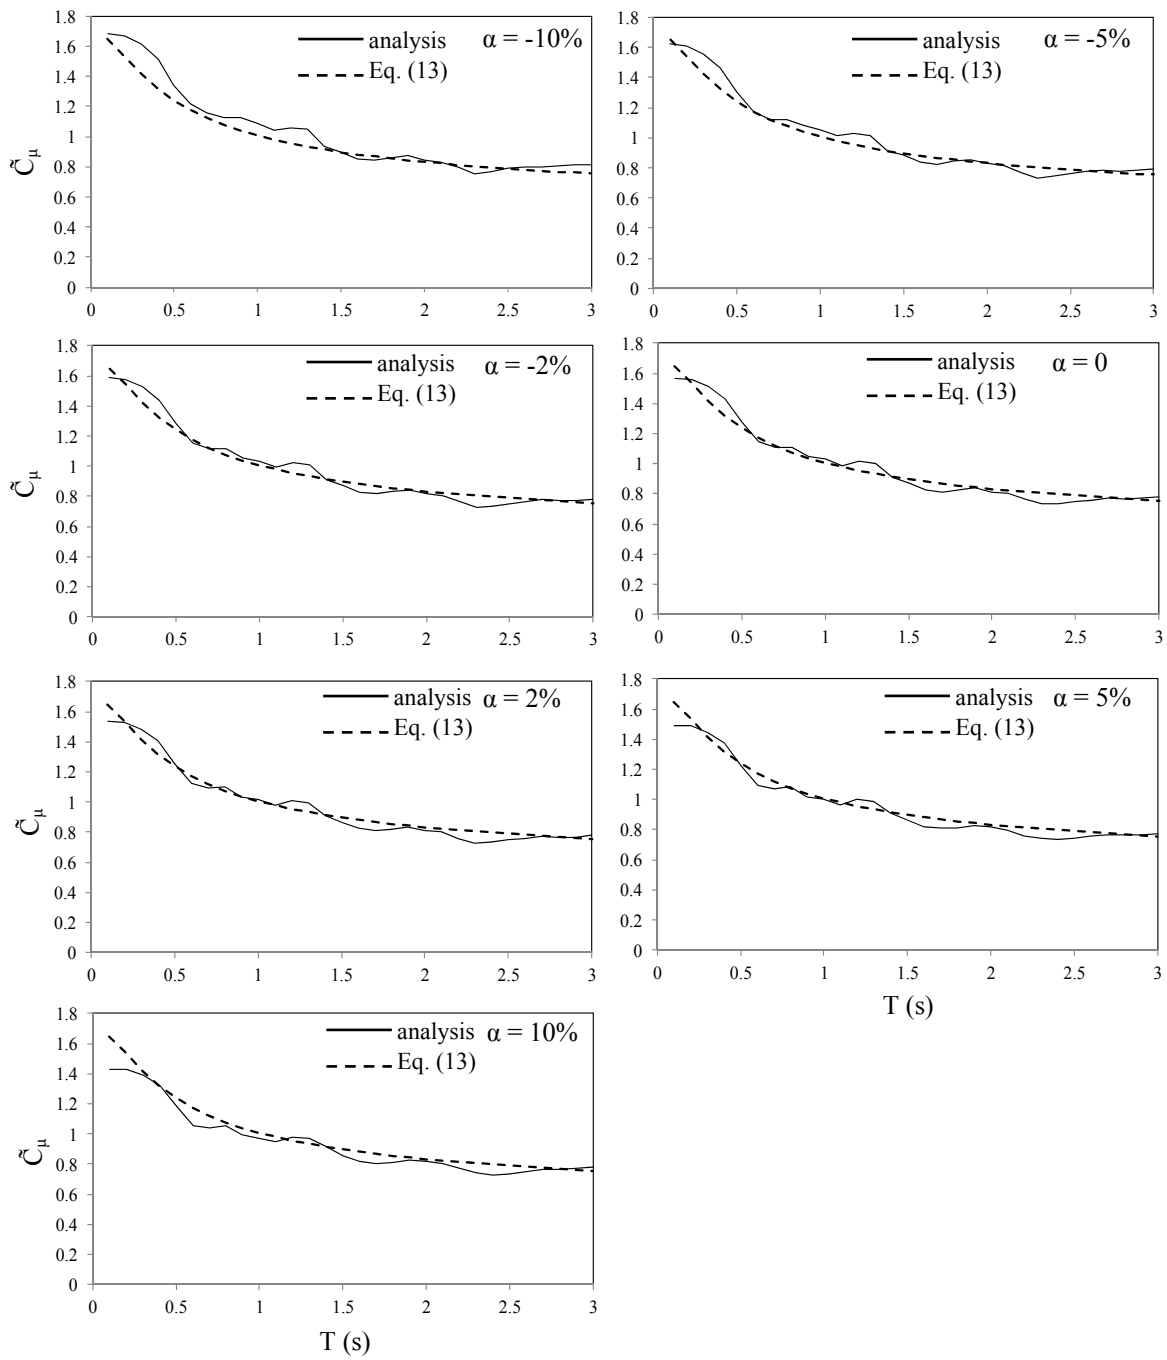 1.8
1.6
1.4
1.2
1
0.8
0.6
0.4
0.2
0
0 0.5 1 1.5 2 2.5 3
C̃μ
analysis α = -10%
Eq. (13)
1.8
1.6
1.4
1.2
1
0.8
0.6
0.4
0.2
0
0 0.5 1 1.5 2 2.5 3
analysis α = -5%
Eq. (13)
1.8
1.6
1.4
1.2
1
0.8
0.6
0.4
0.2
0
0 0.5 1 1.5 2 2.5 3
C̃μ
analysis α = -2%
Eq. (13)
1.8
1.6
1.4
1.2
1
0.8
0.6
0.4
0.2
0
0 0.5 1 1.5 2 2.5 3
analysis α = 0
Eq. (13)
1.8
1.6
1.4
1.2
1
0.8
0.6
0.4
0.2
0
0 0.5 1 1.5 2 2.5 3
C̃μ
analysis α = 2%
Eq. (13)
1.8
1.6
1.4
1.2
1
0.8
0.6
0.4
0.2
0
0 0.5 1 1.5 2 2.5 3
analysis α = 5%
Eq. (13)
T (s)
1.8
1.6
1.4
1.2
1
0.8
0.6
0.4
0.2
0
0 0.5 1 1.5 2 2.5 3
C̃μ
analysis α = 10%
Eq. (13)
T (s)